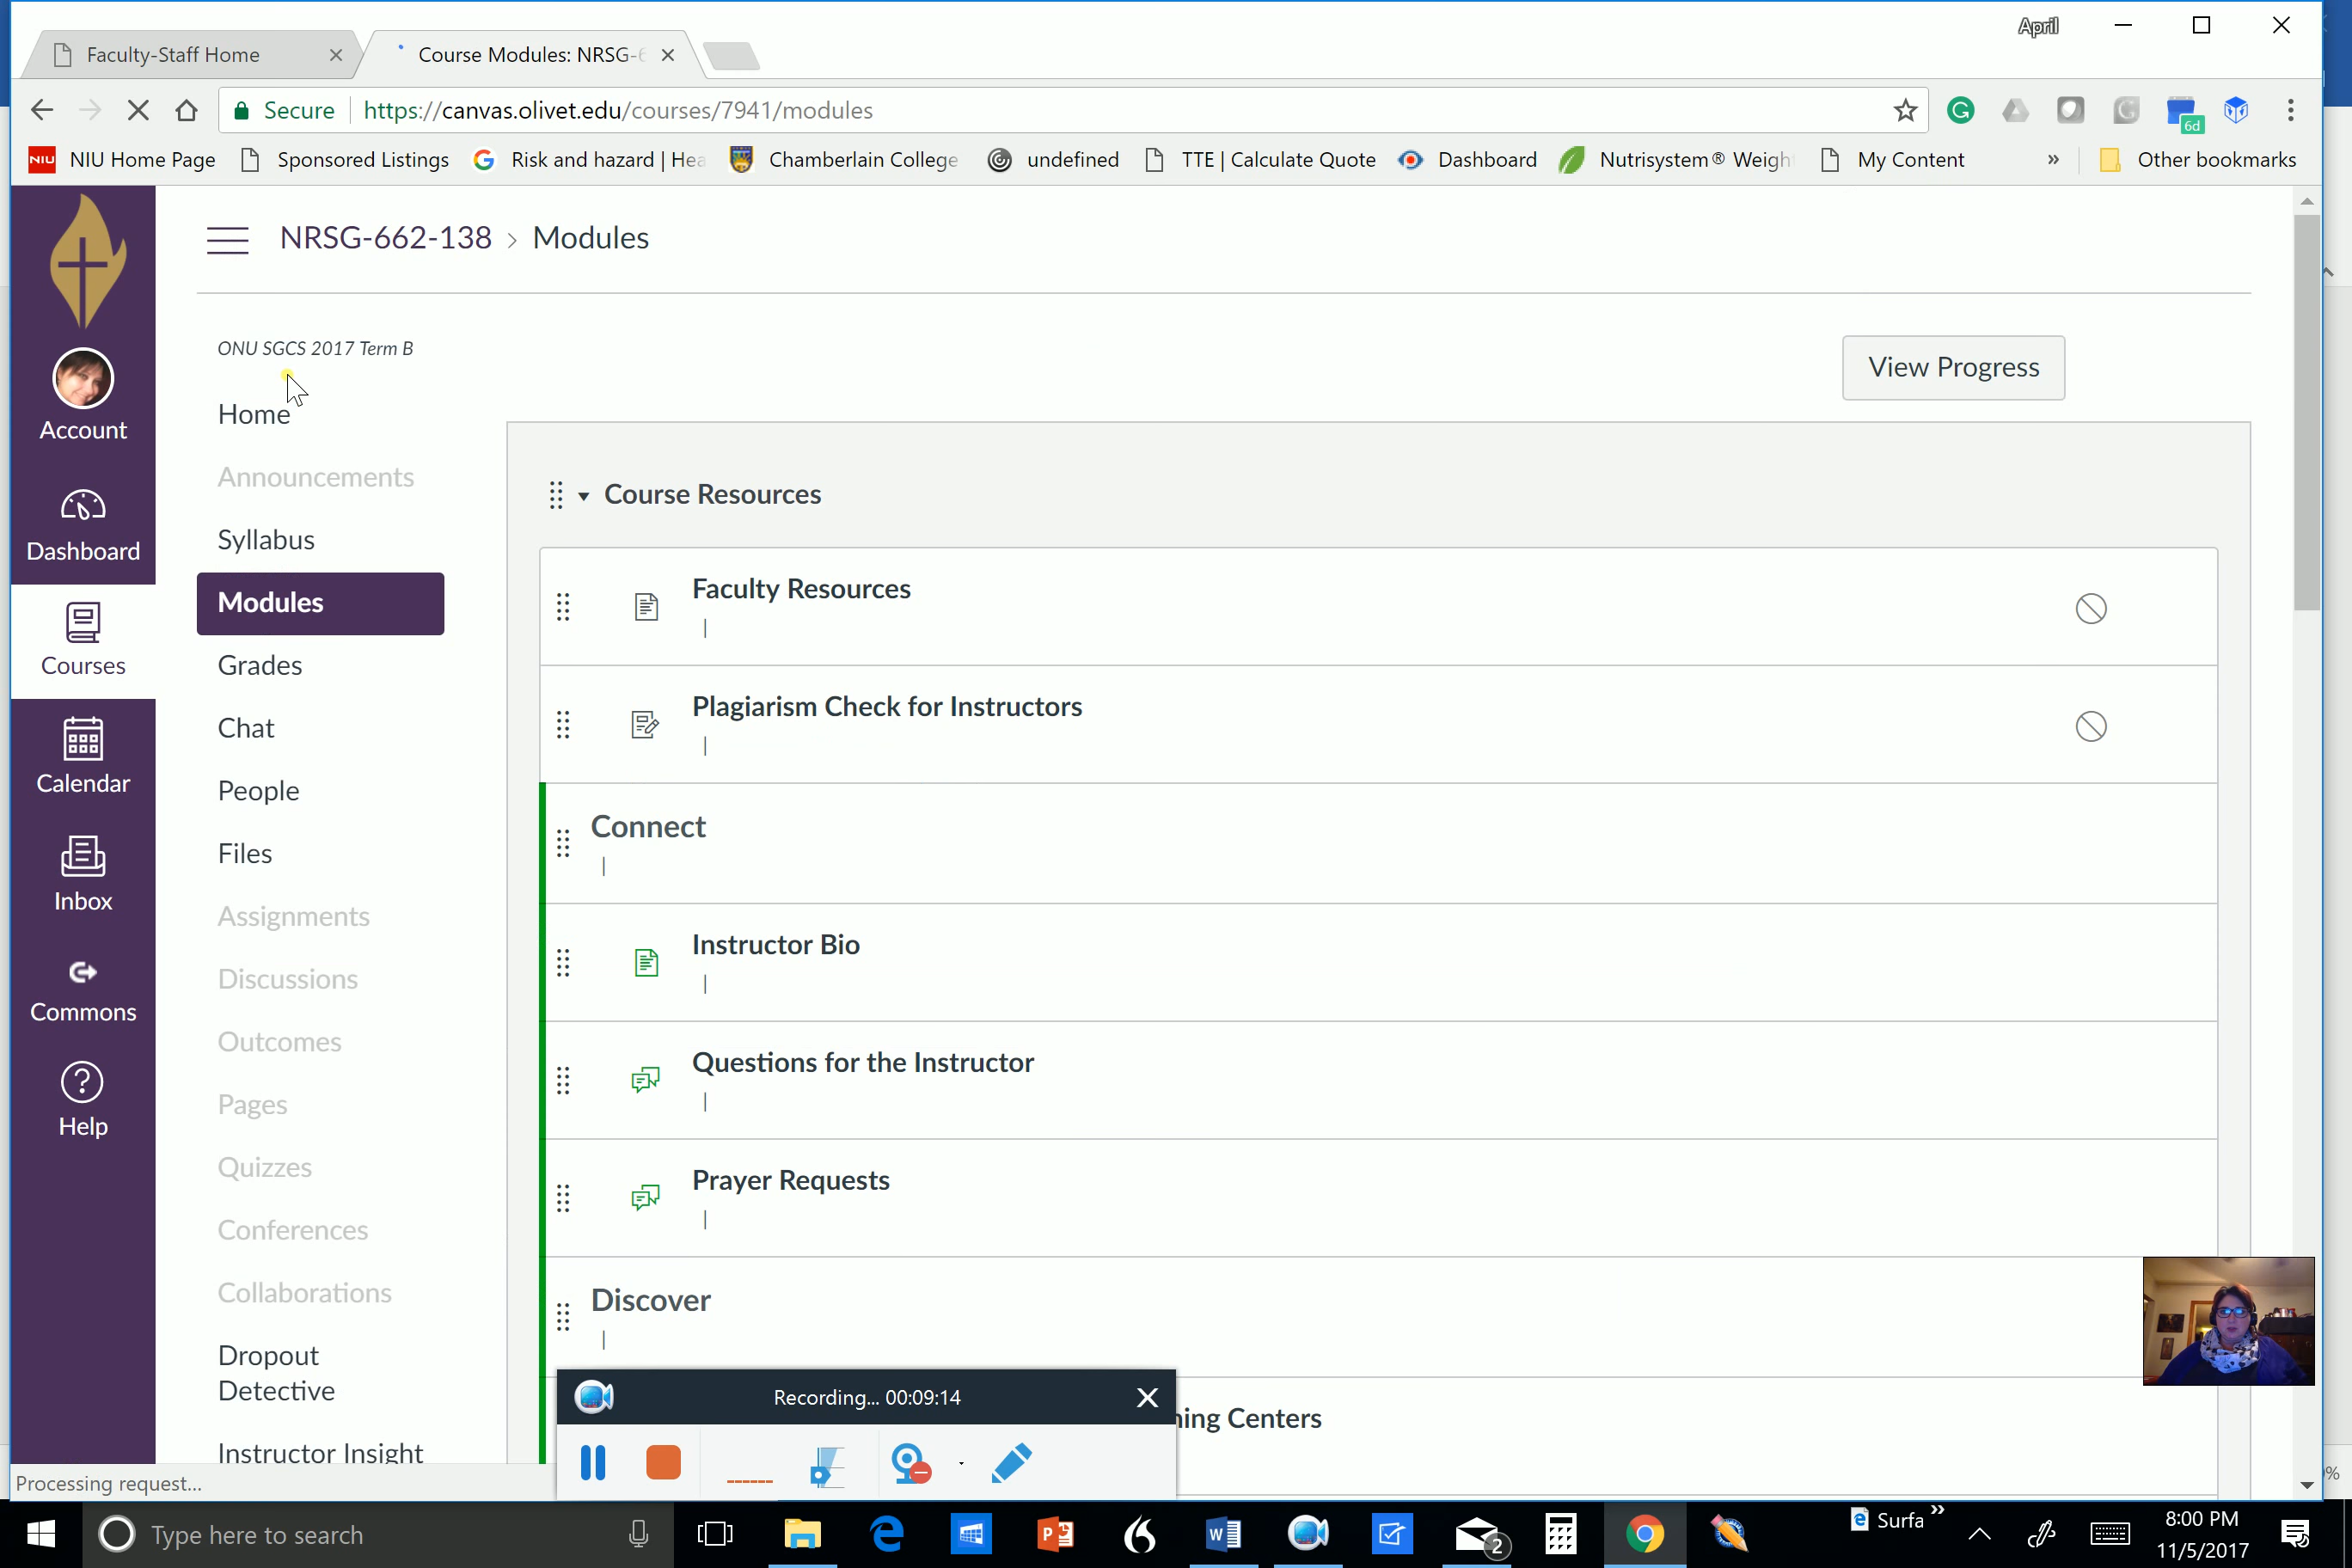 April
Faculty-Staff Home
Course Modules: NRSG-6
Secure
https://canvas.olivet.edu/courses/7941/modules
6d
NIU
NIU Home Page
Sponsored Listings
Risk and hazard | Hea
Chamberlain College
undefined
TTE | Calculate Quote
Dashboard
Nutrisystem® Weigh
My Content
»
Other bookmarks
NRSG-662-138 > Modules
ONU SGCS 2017 Term B
View Progress
Account
Dashboard
Courses
Calendar
Inbox
Commons
Help
Home
Announcements
Syllabus
Modules
Grades
Chat
People
Files
Assignments
Discussions
Outcomes
Pages
Quizzes
Conferences
Collaborations
Dropout
Detective
Instructor Insight
Course Resources
Faculty Resources
|
Plagiarism Check for Instructors
|
Connect
|
Instructor Bio
|
Questions for the Instructor
|
Prayer Requests
|
Discover
|
ning Centers
Recording... 00:09:14
Processing request...
%
Type here to search
2
Surfa
»
8:00 PM
11/5/2017